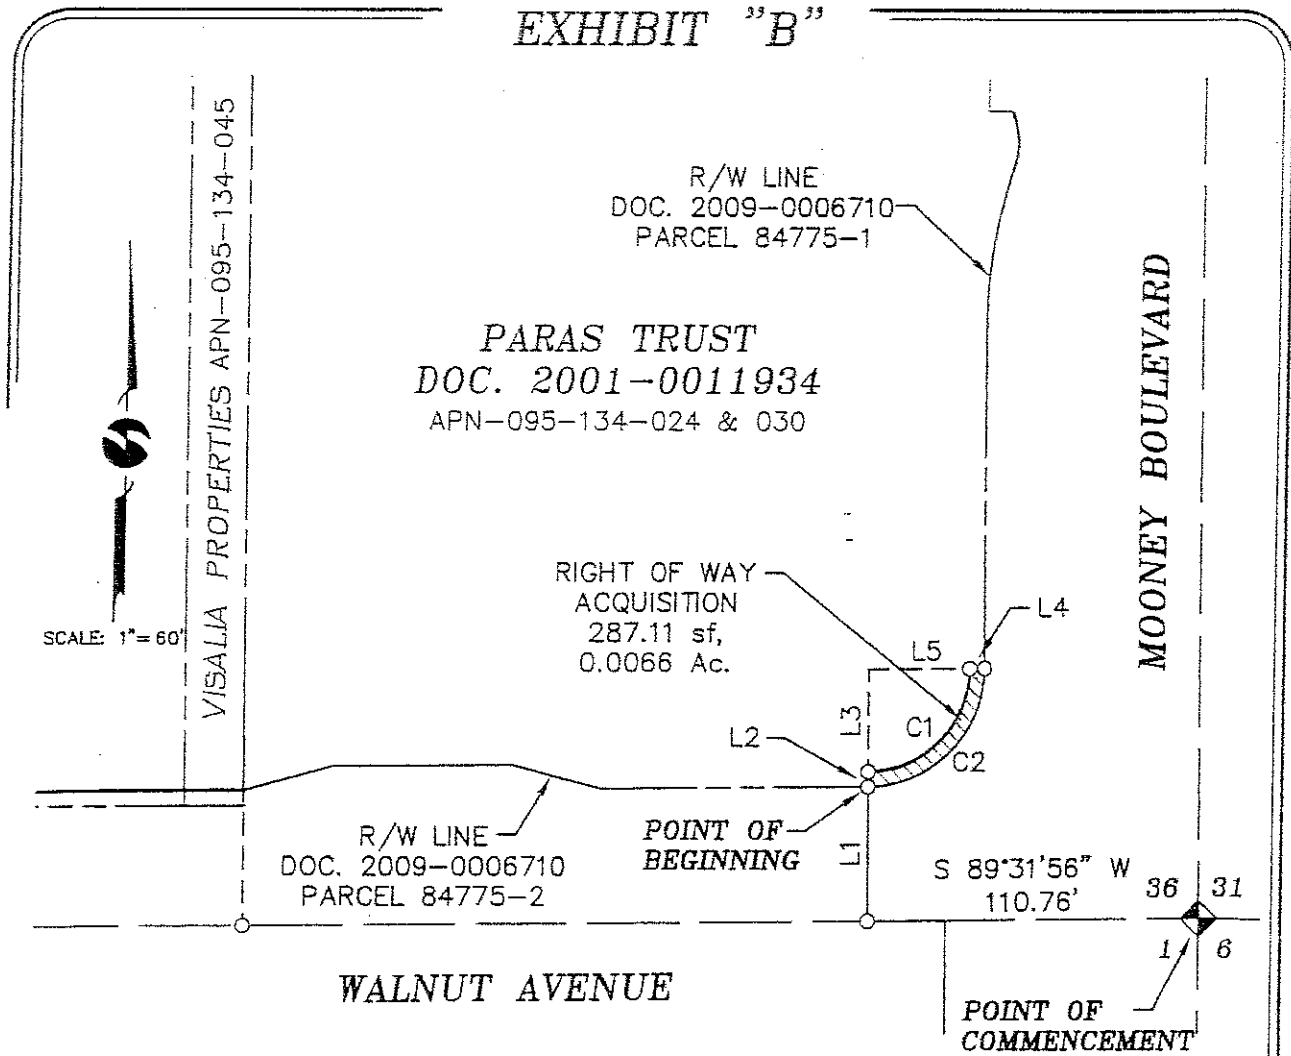 EXHIBIT "B"
VISALIA PROPERTIES APN-095-134-045
R/W LINE
DOC. 2009-0006710
PARCEL 84775-1
PARAS TRUST
DOC. 2001-0011934
APN-095-134-024 & 030
MOONEY BOULEVARD
SCALE: 1"= 60'
RIGHT OF WAY
ACQUISITION
287.11 sf,
0.0066 Ac.
L4
L5
L3
C1
L2
C2
R/W LINE
DOC. 2009-0006710
PARCEL 84775-2
POINT OF
BEGINNING
L1
S 89°31'56" W
110.76'
36 31
1 6
WALNUT AVENUE
POINT OF
COMMENCEMENT